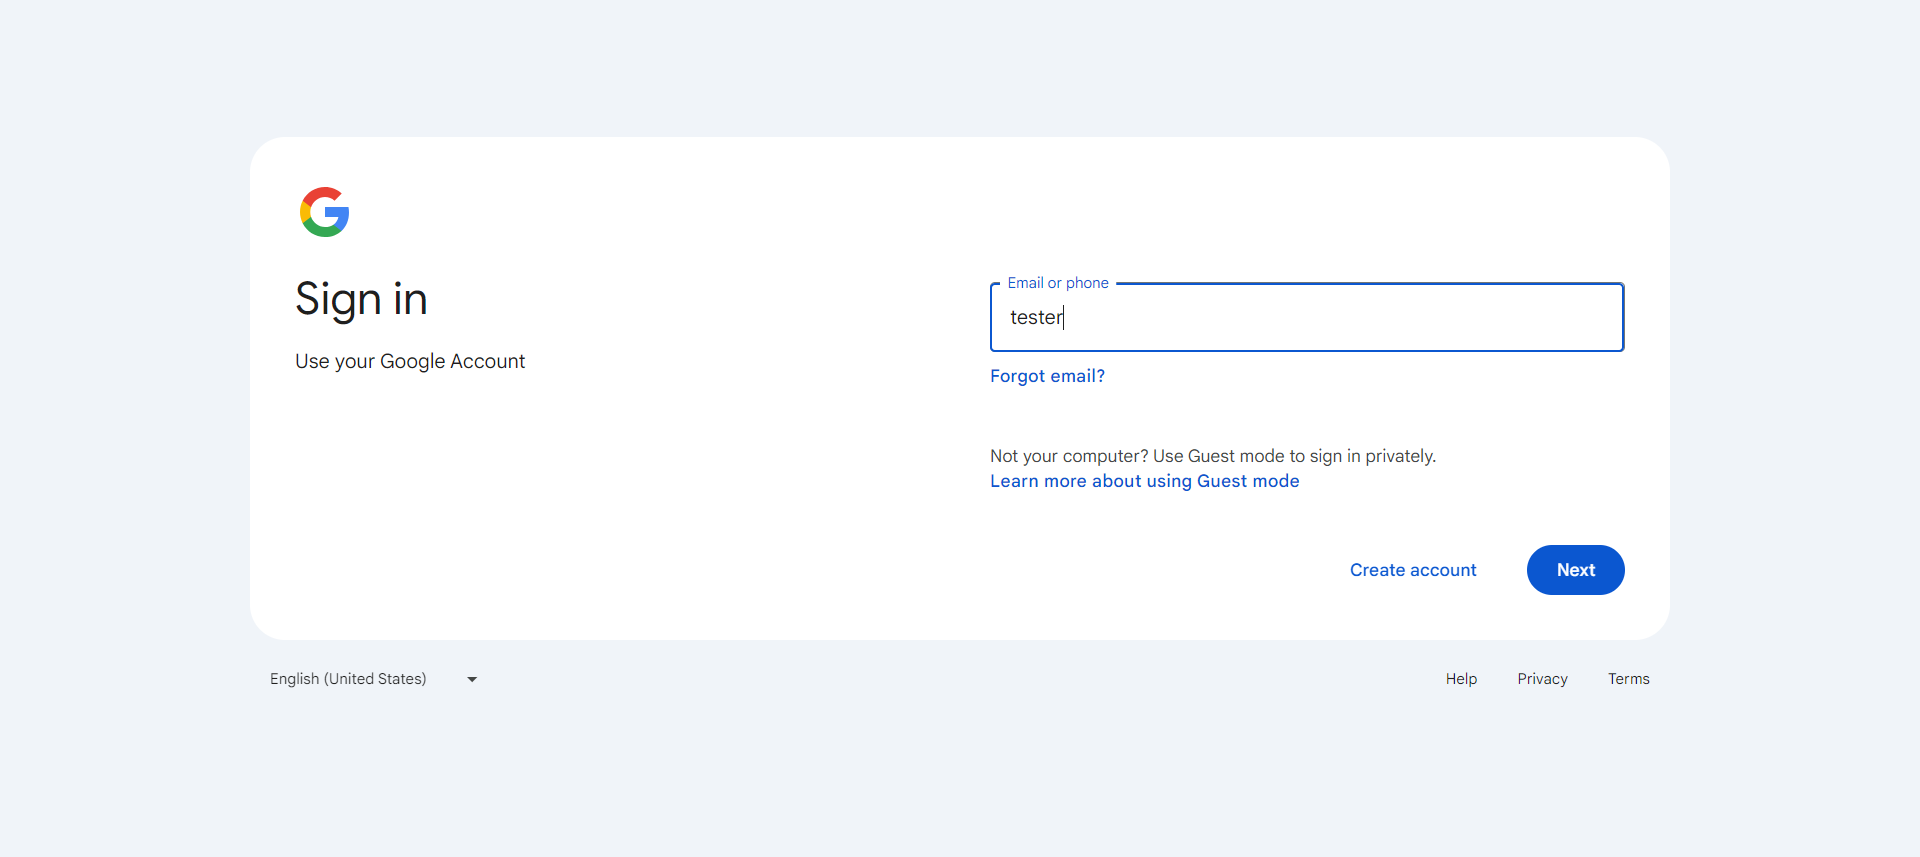 Sign in
Use your Google Account
Email or phone
tester
Forgot email?
Not your computer? Use Guest mode to sign in privately.
Learn more about using Guest mode
Create account
Next
English (United States)
Help
Privacy
Terms